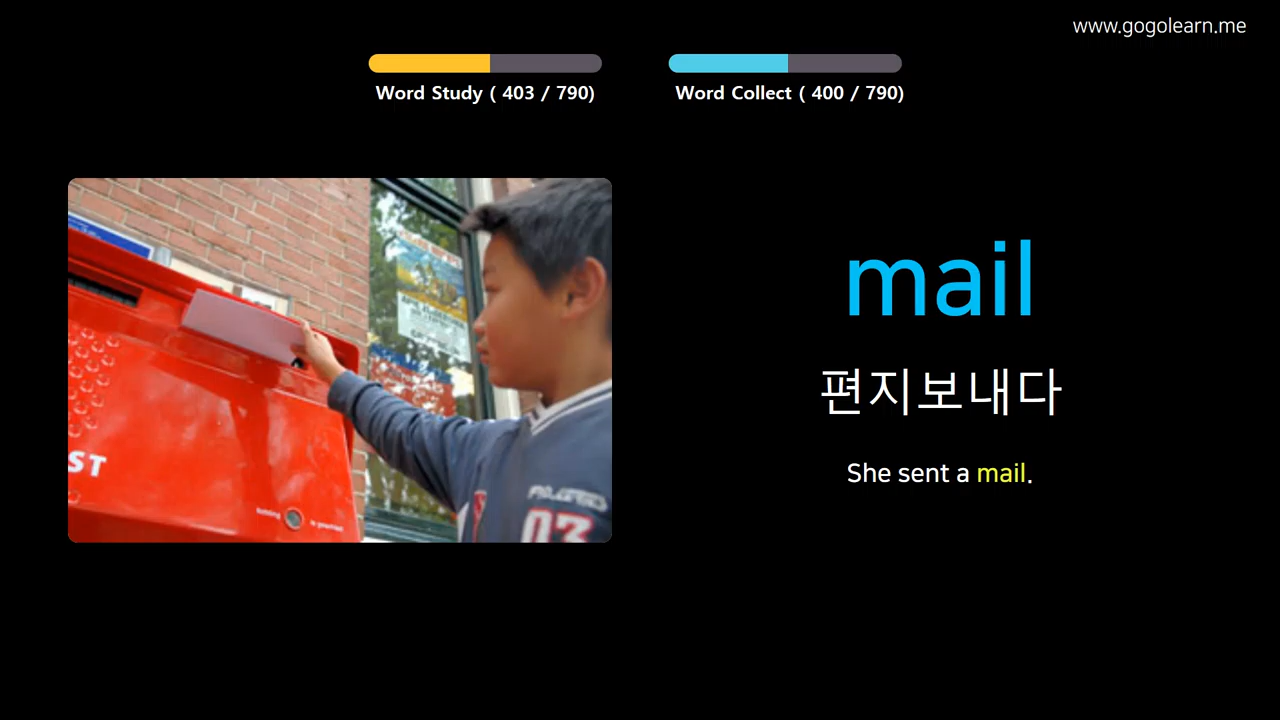 www.gogolearn.me
Word Study ( 403 / 790)
Word Collect ( 400 / 790)
ST
03
mail
편지보내다
She sent a mail.